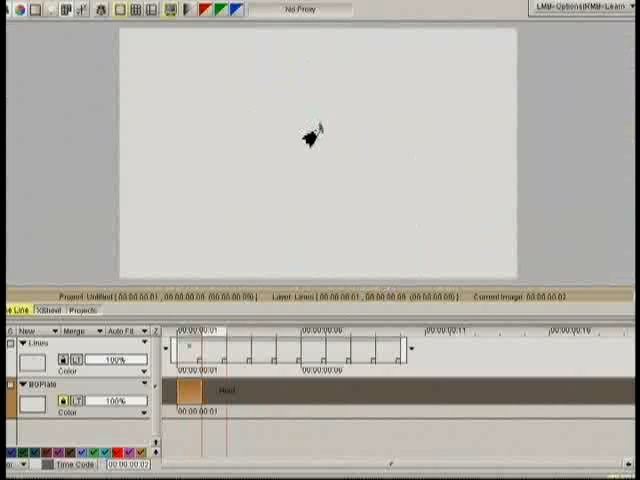 No Proxy
LMB=Options|RMB=Learn
Project: Untitled [ 00:00:00:01 , 00:00:00:09 (00:00:00:09) ] Layer: Lines [ 00:00:00:01 , 00:00:00:09 (00:00:00:09) ] Current Image: 00:00:00:02
me Line XSheet Projects
New Merge Auto Fit Z 00:00:00:01 00:00:00:06 00:00:00:11 00:00:00:16
Lines
LT 100%
Color 00:00:00:01 00:00:00:06
BGPlate Hold
LT 100%
Color 00:00:00:01
Time Code 00:00:00:02